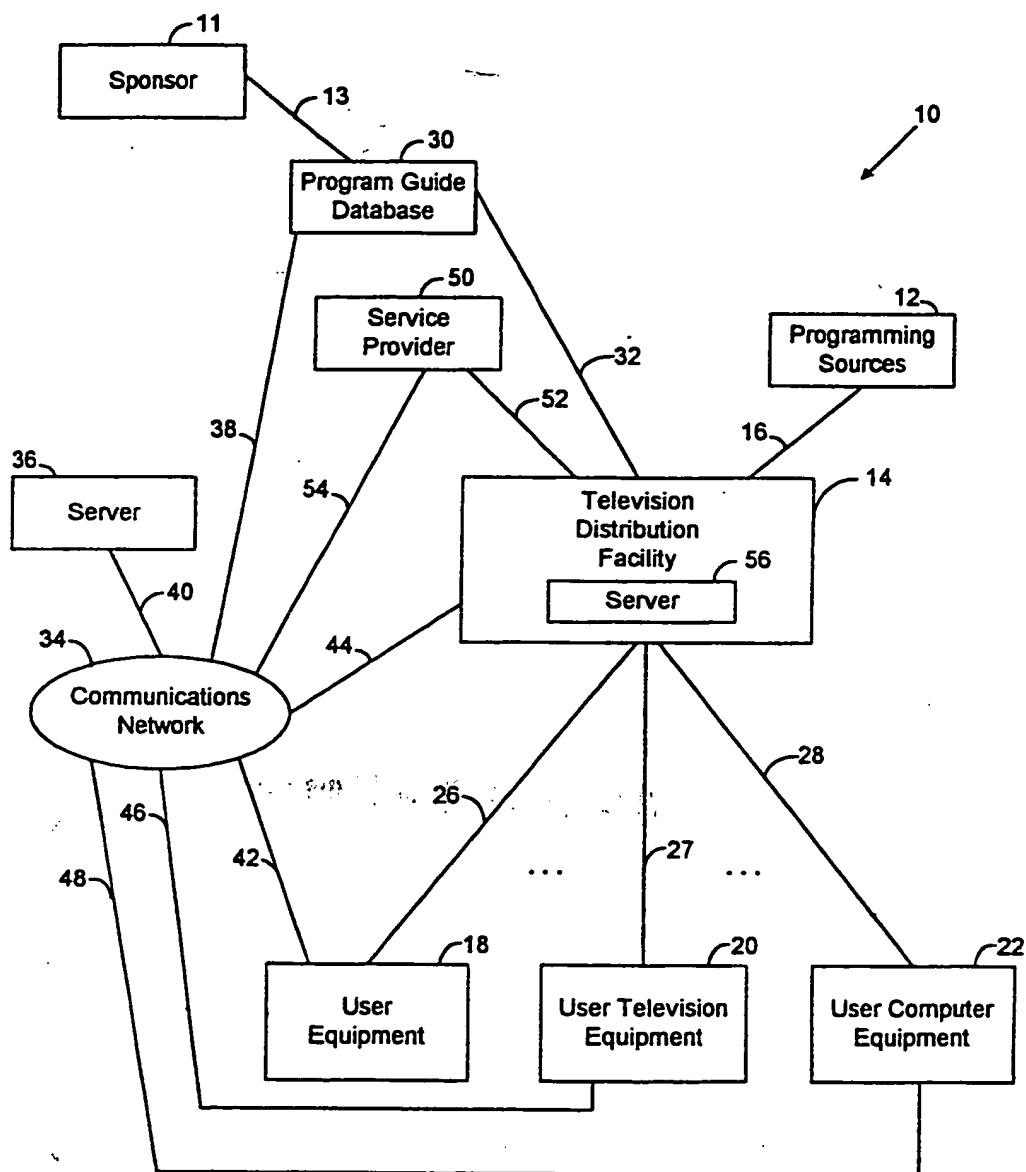 11
Sponsor
13
10
30
Program Guide
Database
50
Service
Provider
12
Programming
Sources
32
52
16
38
36
Server
54
14
Television
Distribution
Facility
56
Server
40
34
44
Communications
Network
28
26
46
42
27
48
... ...
18
User
Equipment
20
User Television
Equipment
22
User Computer
Equipment